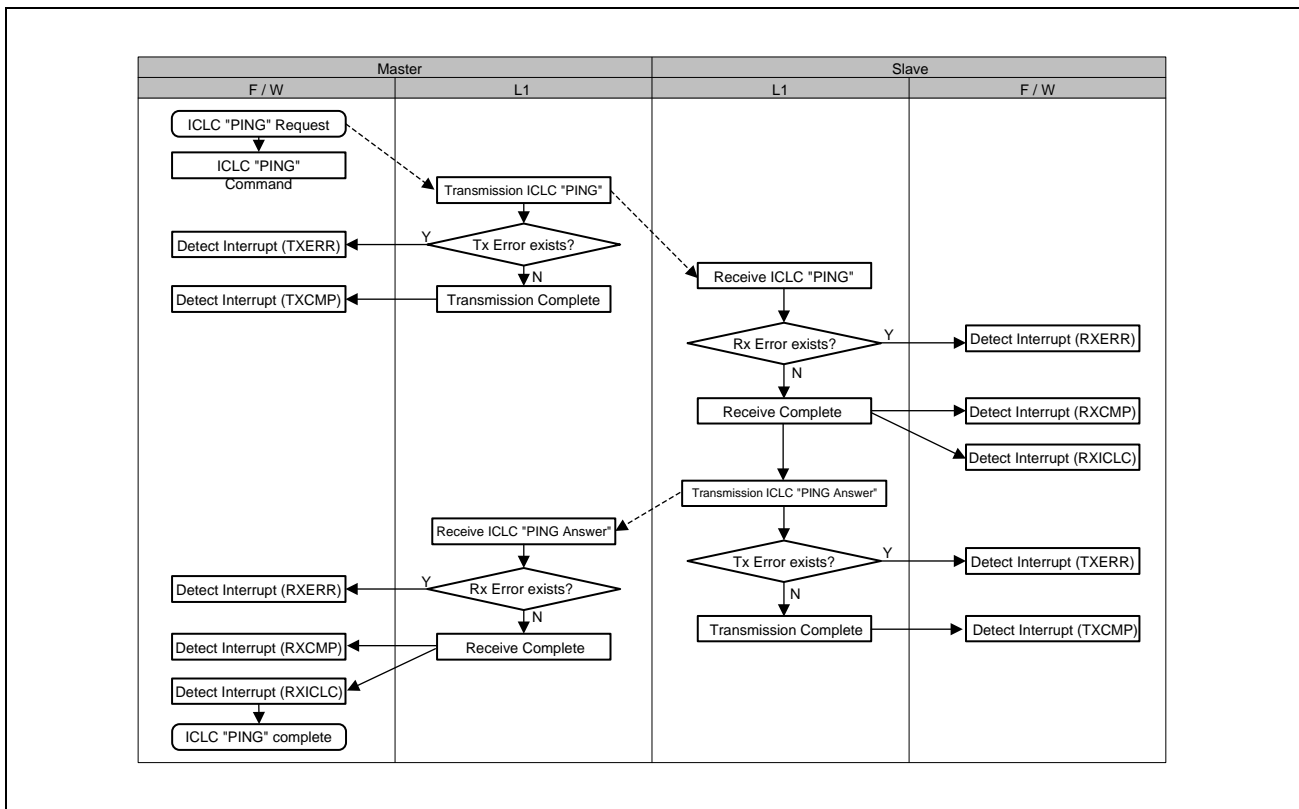 Master
Slave
F / W
L1
L1
F / W
ICLC "PING" Request
ICLC "PING"
Command
Transmission ICLC "PING"
Detect Interrupt (TXERR)
Y
Tx Error exists?
N
Receive ICLC "PING"
Detect Interrupt (TXCMP)
Transmission Complete
Rx Error exists?
Y
Detect Interrupt (RXERR)
N
Receive Complete
Detect Interrupt (RXCMP)
Detect Interrupt (RXICLC)
Transmission ICLC "PING Answer"
Receive ICLC "PING Answer"
Tx Error exists?
Y
Detect Interrupt (TXERR)
Detect Interrupt (RXERR)
Y
Rx Error exists?
N
N
Transmission Complete
Detect Interrupt (TXCMP)
Detect Interrupt (RXCMP)
Receive Complete
Detect Interrupt (RXICLC)
ICLC "PING" complete